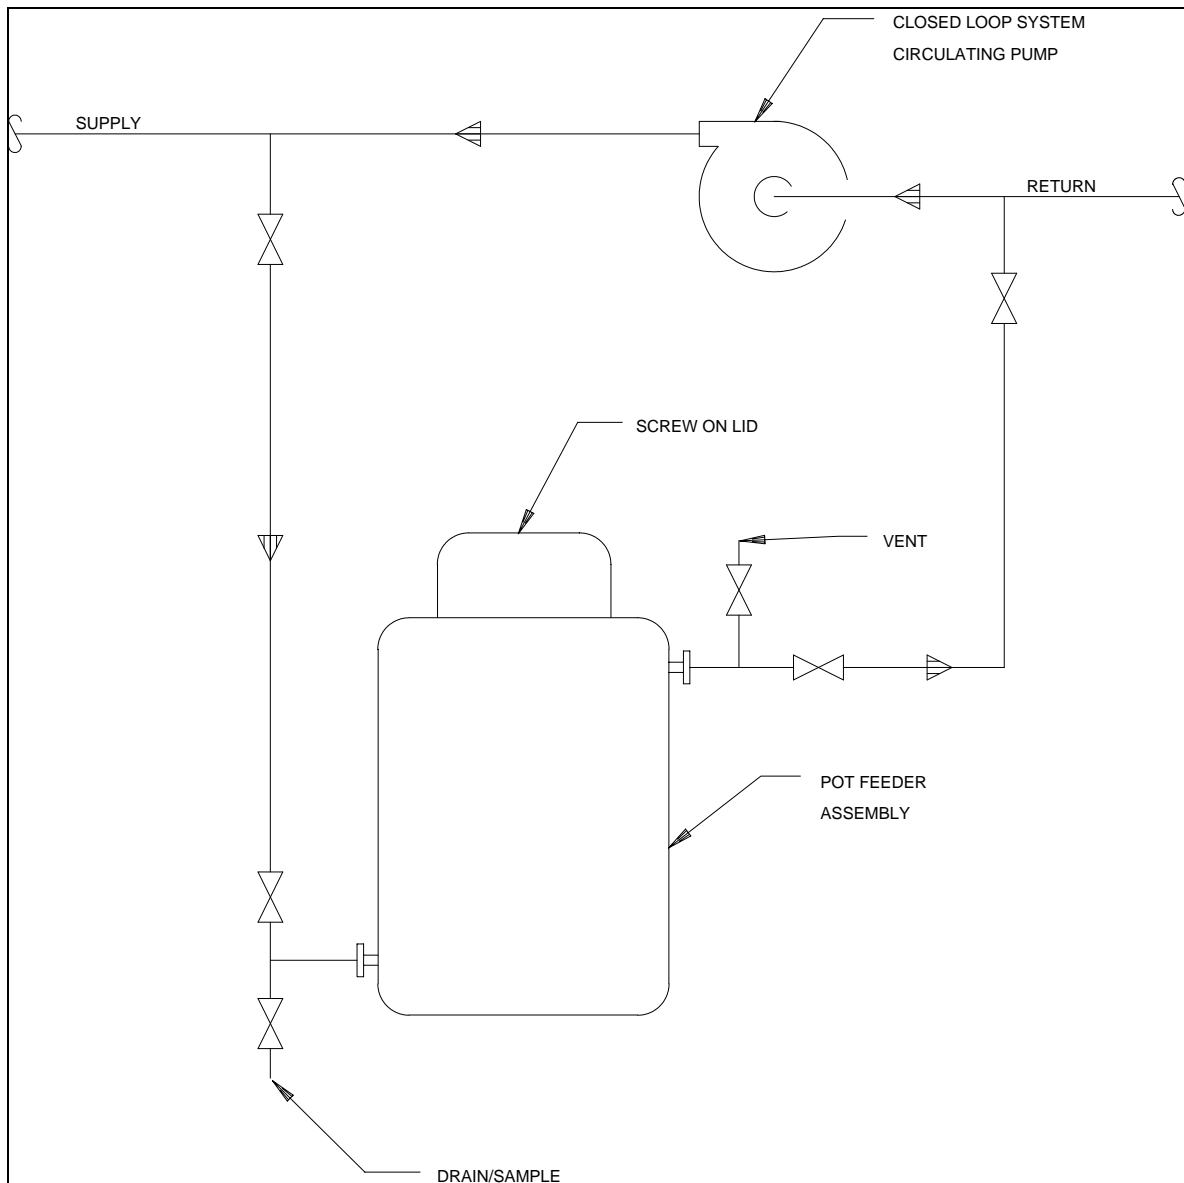 CLOSED LOOP SYSTEM
CIRCULATING PUMP
SUPPLY
RETURN
SCREW ON LID
VENT
POT FEEDER
ASSEMBLY
DRAIN/SAMPLE